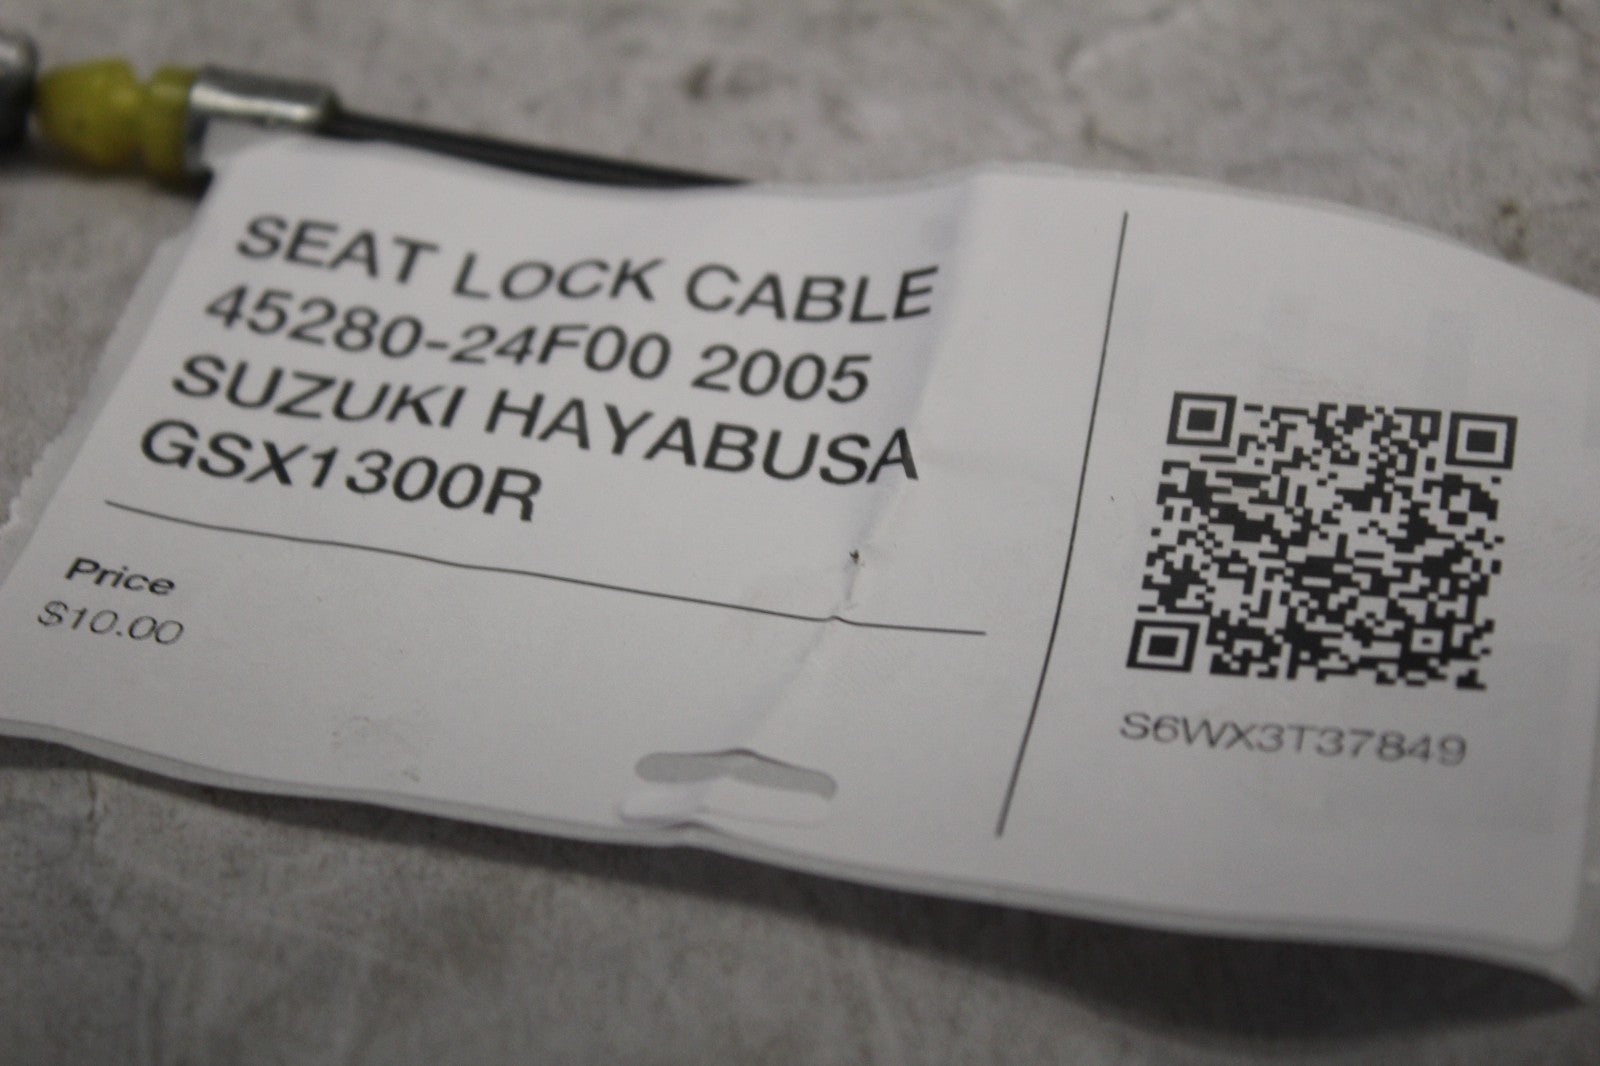 SEAT LOCK CABLE
45280-24F00 2005
SUZUKI HAYABUSA
GSX1300R
Price
$10.00
S6WX3T37849